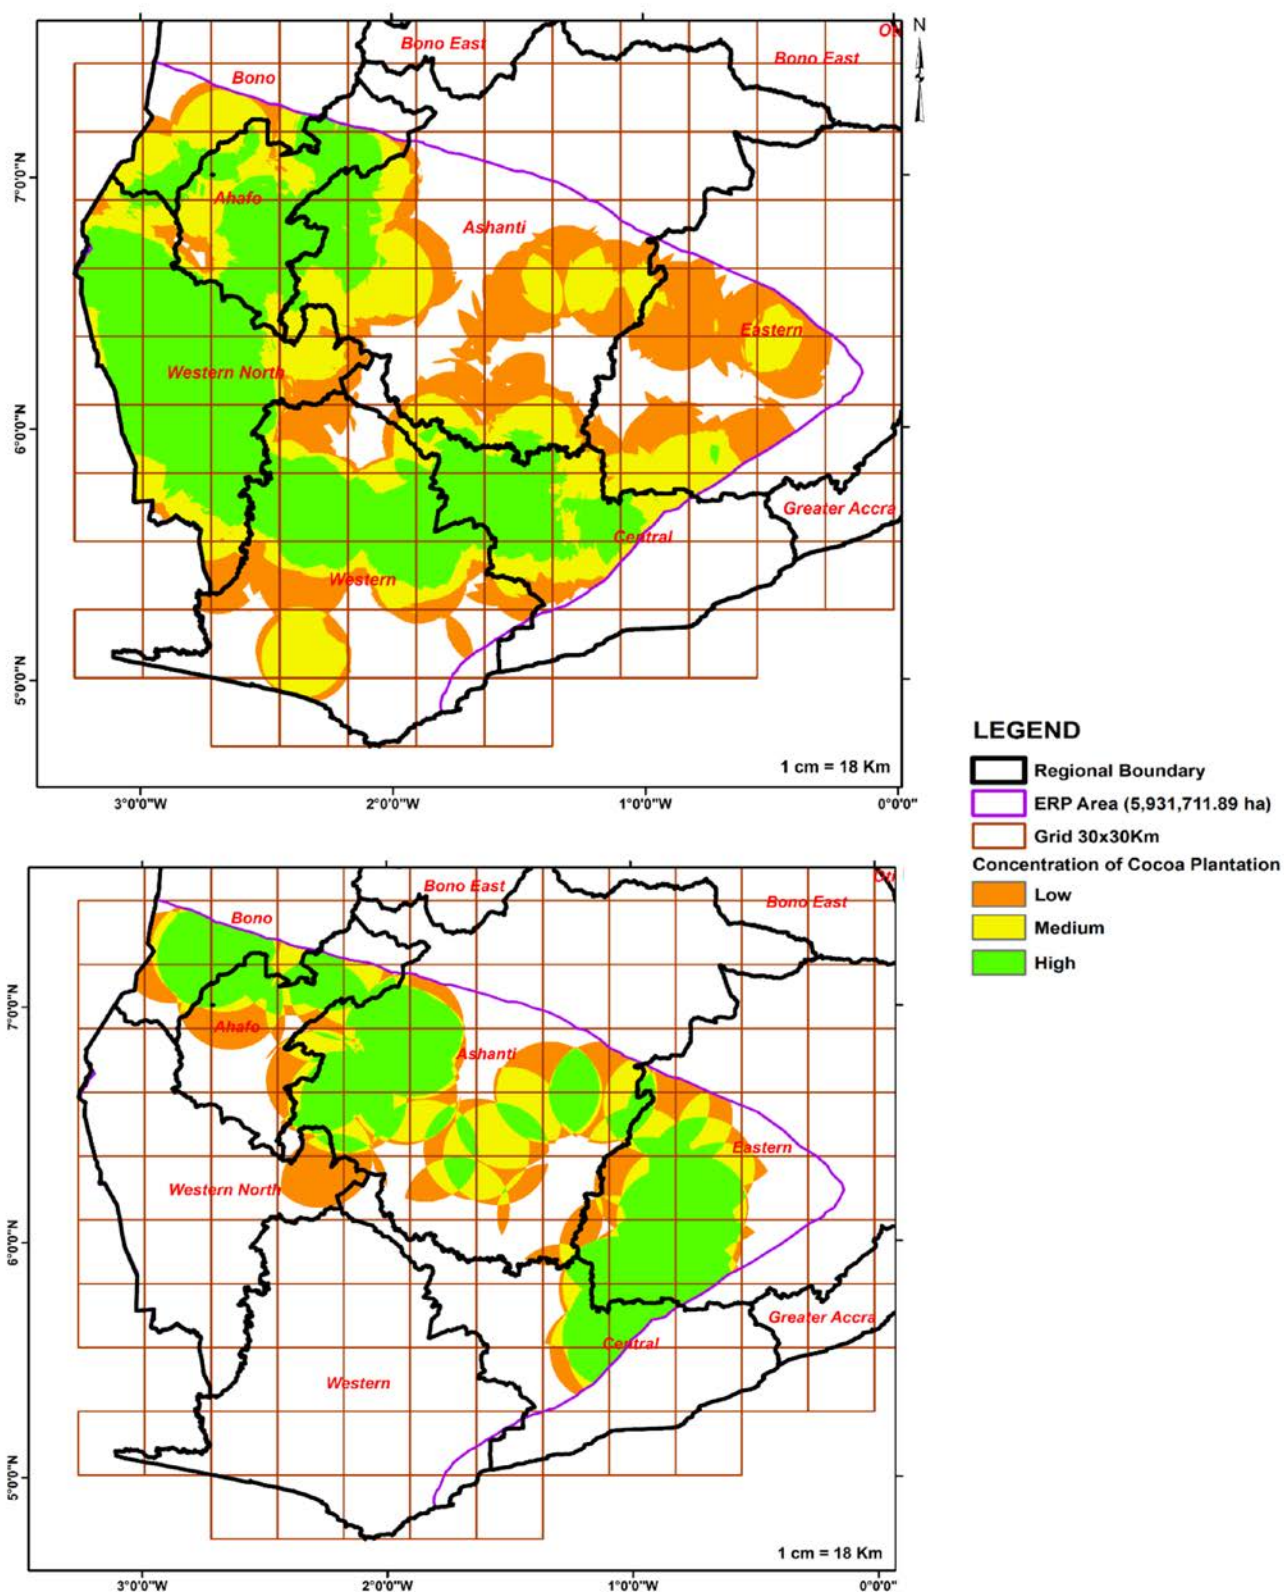 Bono East
Ot
N
Bono East
Bono
7°0'0"N
Ahafo
Ashanti
Eastern
Western North
6°0'0"N
Greater Accra
Central
Western
5°0'0"N
1 cm = 18 Km
3°0'0"W
2°0'0"W
1°0'0"W
0°0'0"
LEGEND
Regional Boundary
ERP Area (5,931,711.89 ha)
Grid 30x30Km
Concentration of Cocoa Plantation
Low
Medium
High
Bono East
Oti
Bono East
Bono
7°0'0"N
Ahafo
Ashanti
Eastern
Western North
6°0'0"N
Greater Accra
Central
Western
5°0'0"N
1 cm = 18 Km
3°0'0"W
2°0'0"W
1°0'0"W
0°0'0"